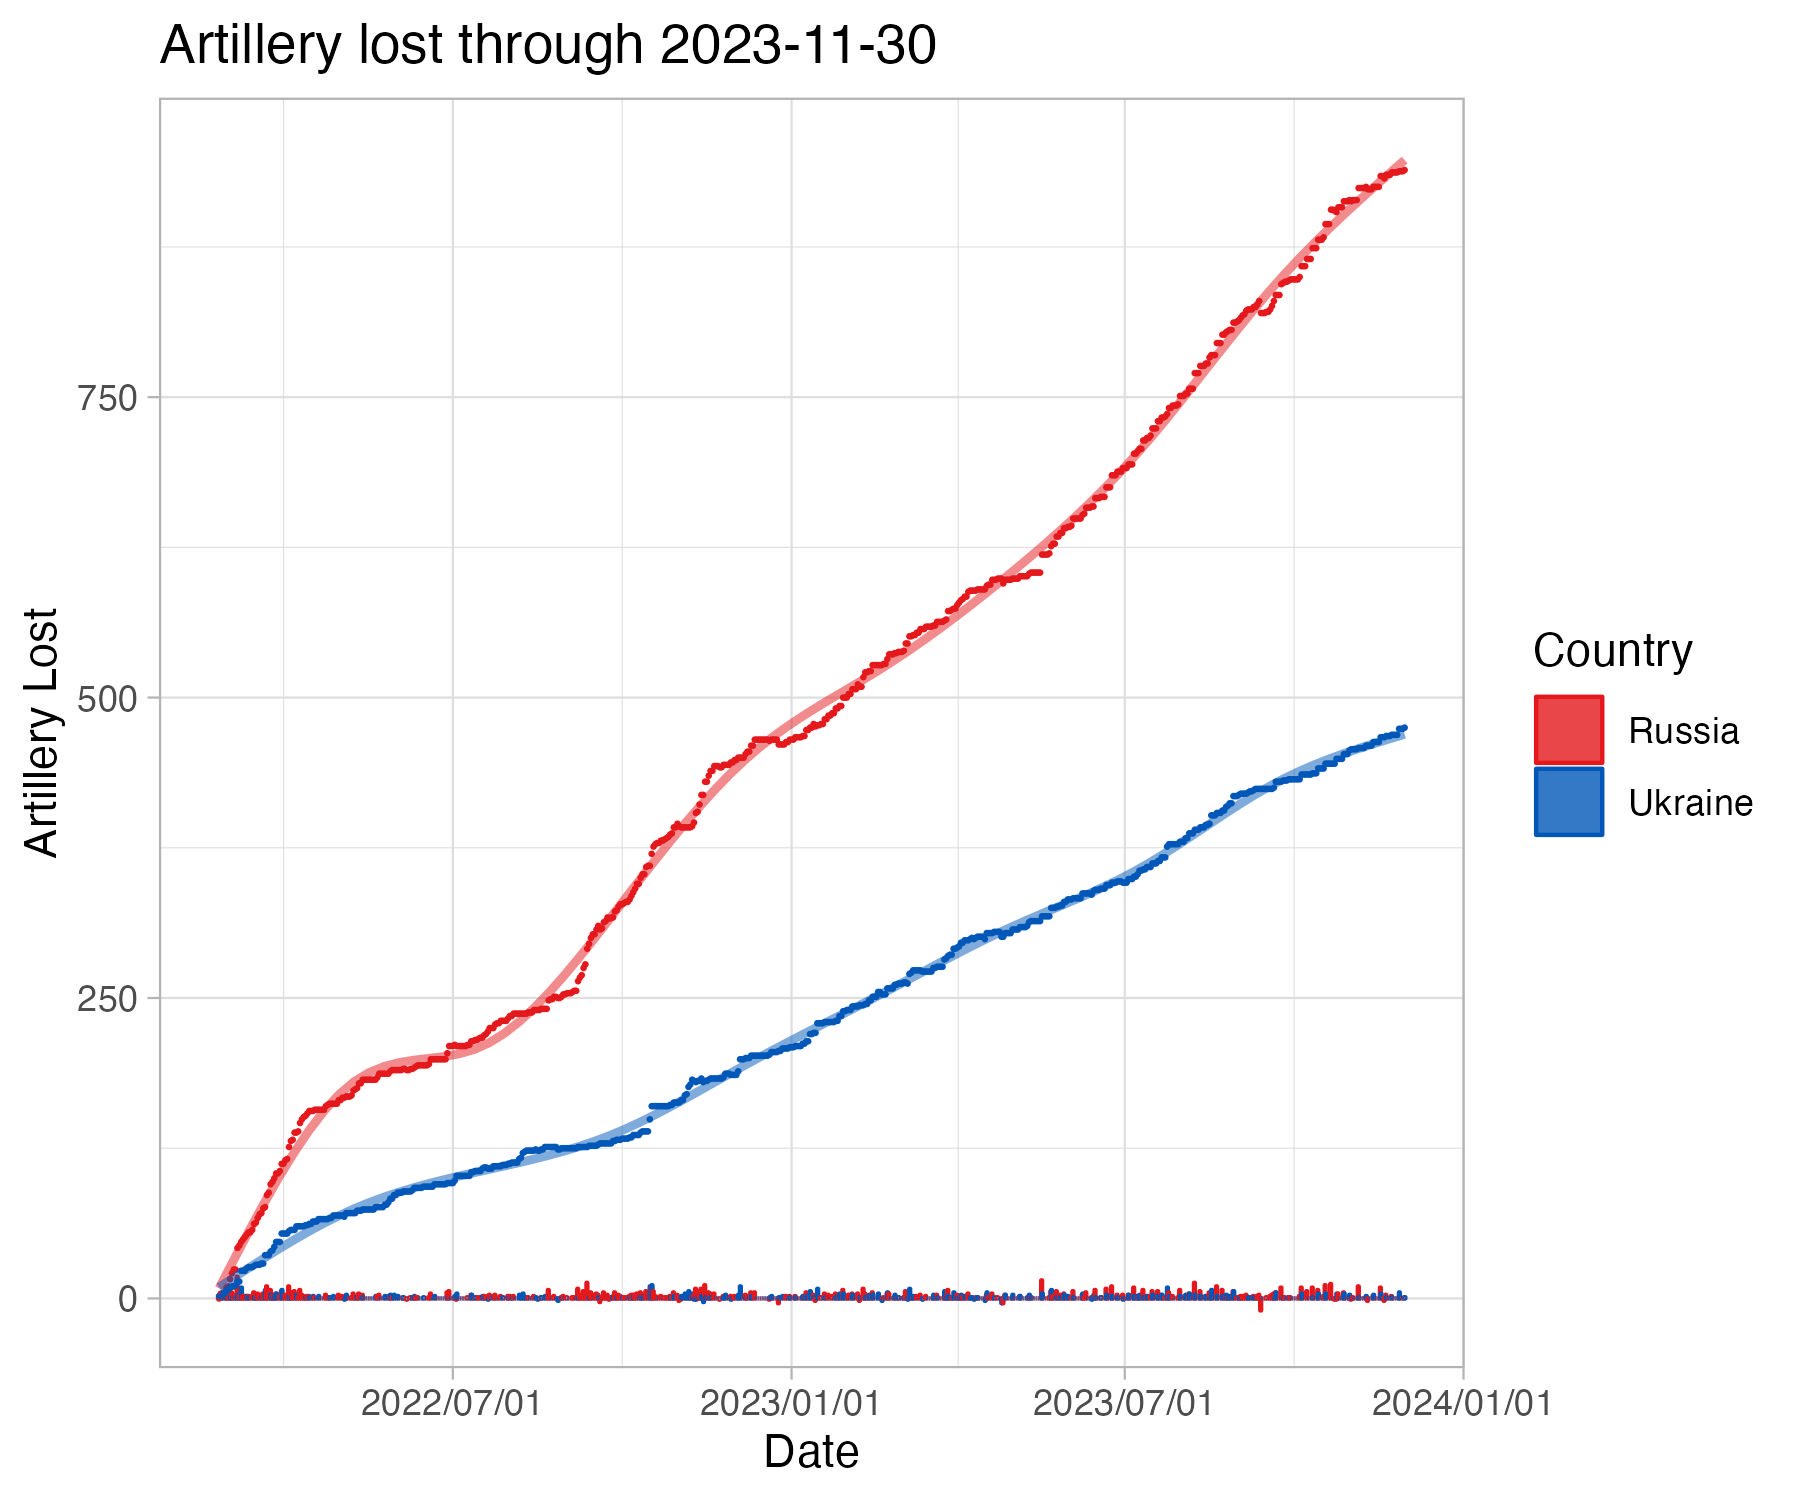 Artillery lost through 2023-11-30
Artillery Lost
750
500
250
0
2022/07/01
2023/01/01
2023/07/01
2024/01/01
Date
Country
Russia
Ukraine